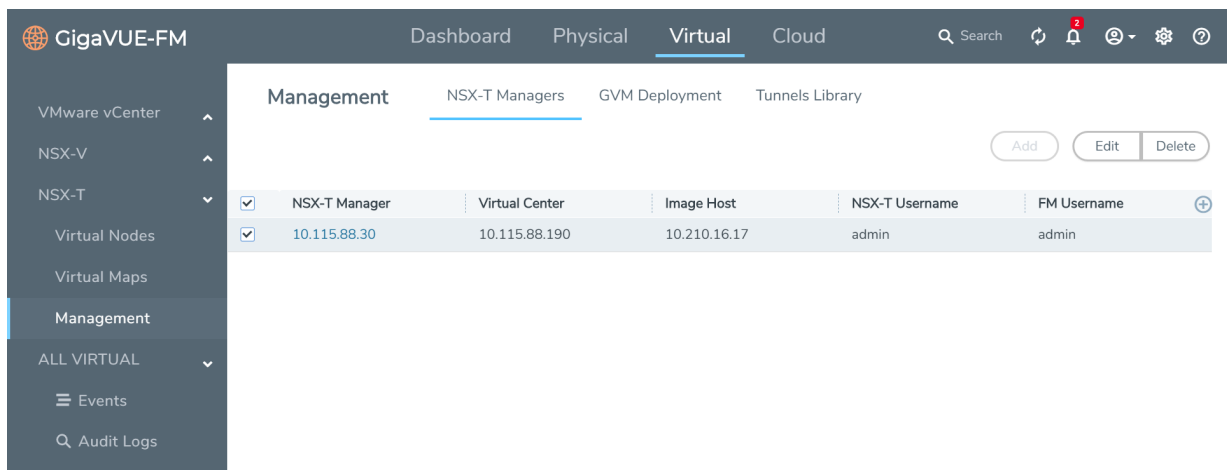 GigaVUE-FM
Dashboard Physical Virtual Cloud
Search
2
VMware vCenter
NSX-V
NSX-T
Virtual Nodes
Virtual Maps
Management
ALL VIRTUAL
Events
Audit Logs
Management
NSX-T Managers GVM Deployment Tunnels Library
Add Edit Delete
NSX-T Manager Virtual Center Image Host NSX-T Username FM Username
10.115.88.30 10.115.88.190 10.210.16.17 admin admin